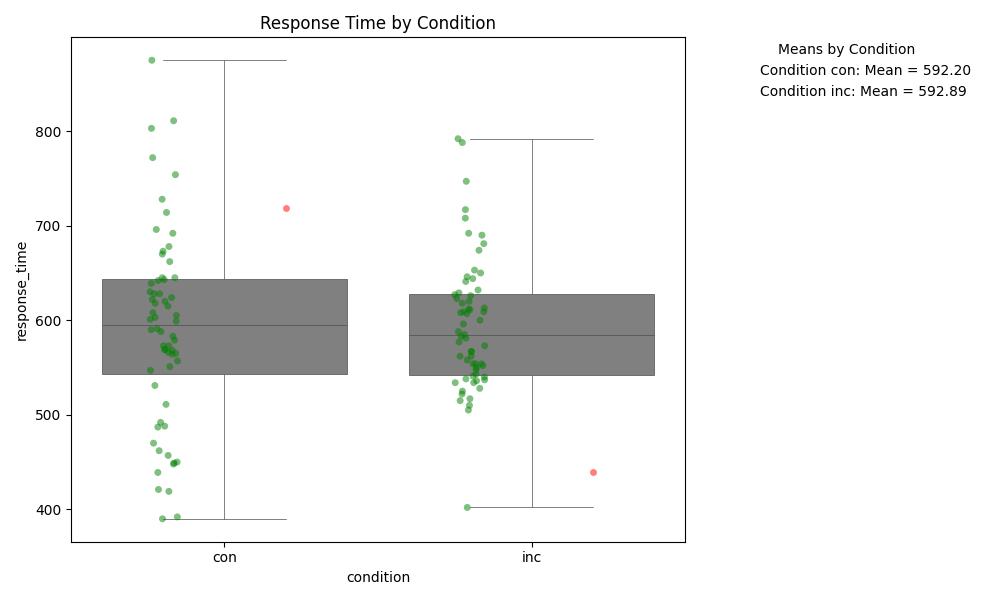 Response Time by Condition
Means by Condition
Condition con: Mean = 592.20
Condition inc: Mean = 592.89
response_time
800
700
600
500
400
con
inc
condition